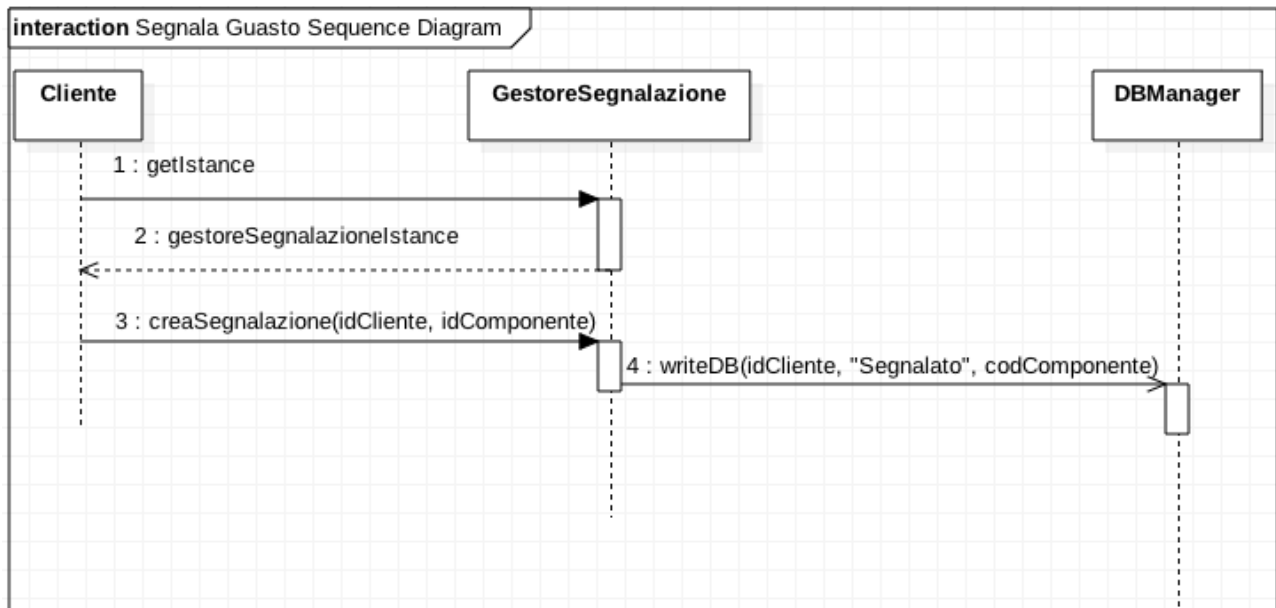 interaction Segnala Guasto Sequence Diagram
Cliente
GestoreSegnalazione
DBManager
1 : getIstance
2 : gestoreSegnalazioneIstance
3 : creaSegnalazione(idCliente, idComponente)
4 : writeDB(idCliente, "Segnalato", codComponente)